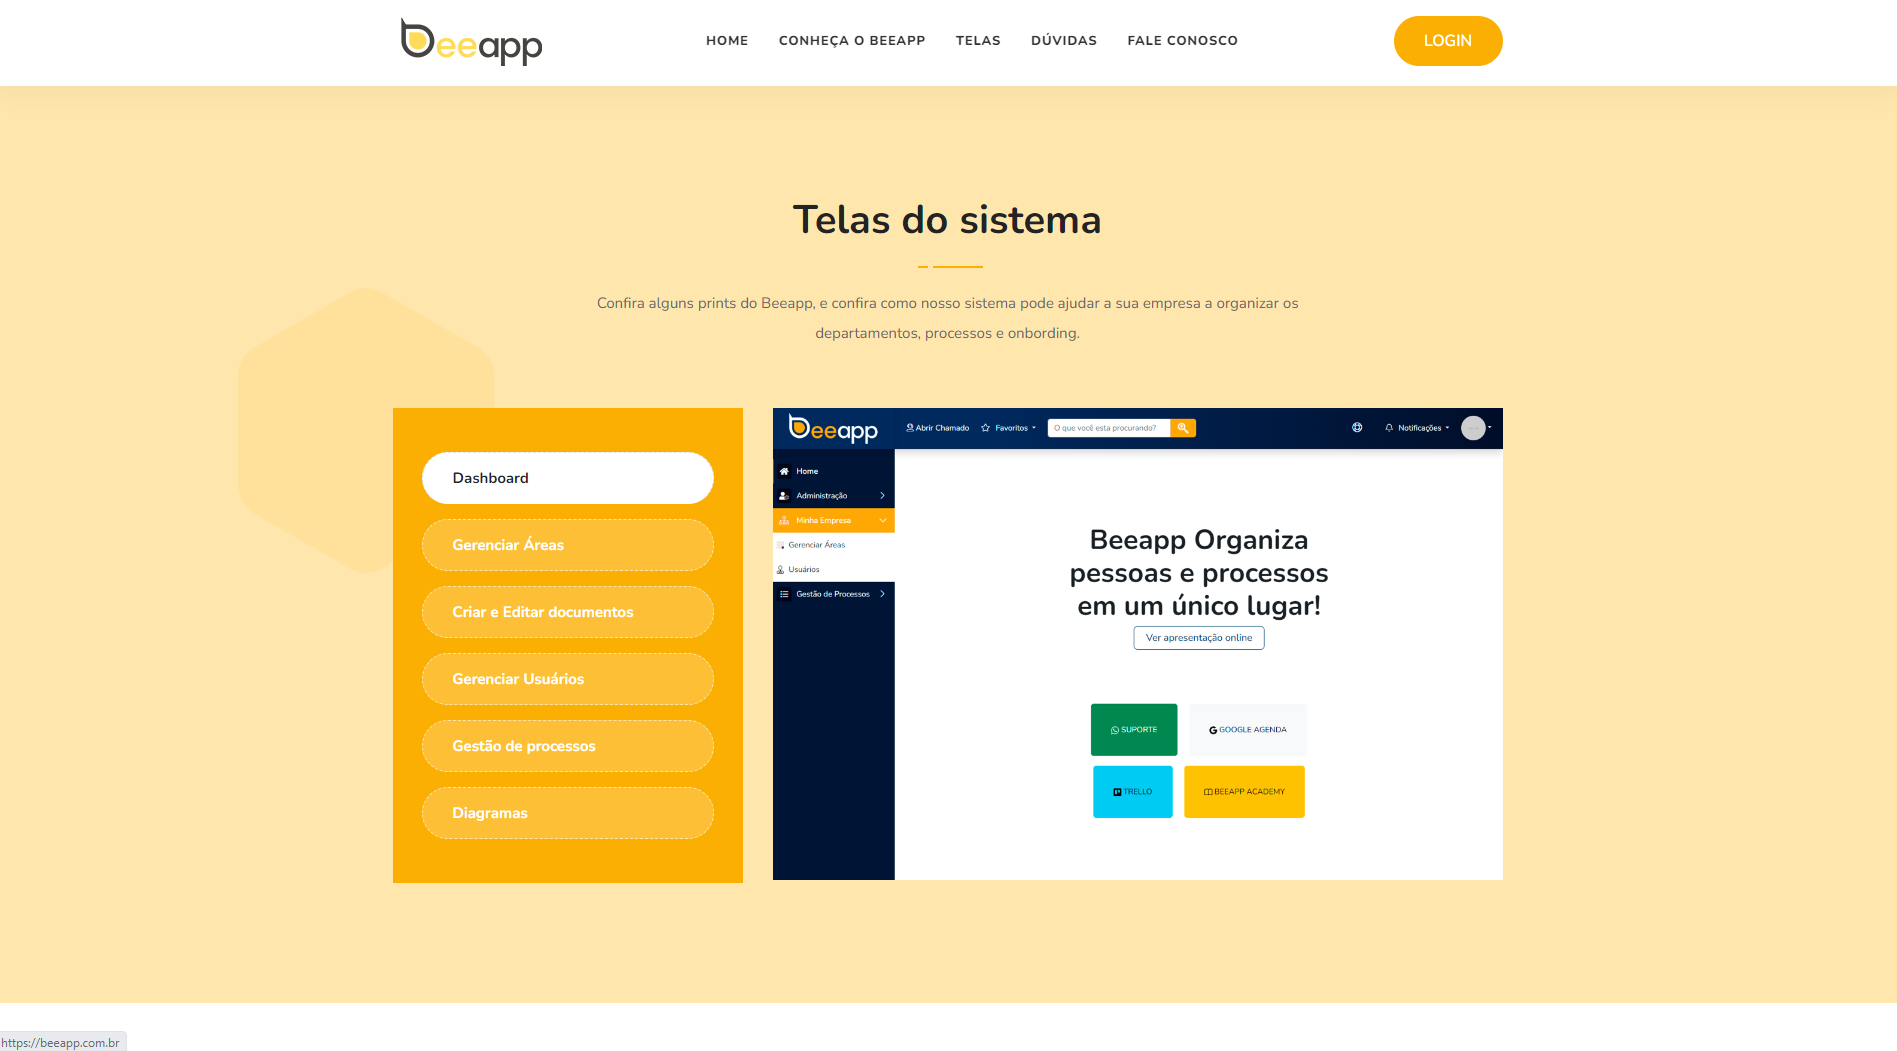 beeapp
HOME
CONHEÇA O BEEAPP
TELAS
DÚVIDAS
FALE CONOSCO
LOGIN
Telas do sistema
Confira alguns prints do Beeapp, e confira como nosso sistema pode ajudar a sua empresa a organizar os
departamentos, processos e onbording.
Dashboard
Gerenciar Áreas
Criar e Editar documentos
Gerenciar Usuários
Gestão de processos
Diagramas
beeapp
Abrir Chamado
Favoritos
O que você esta procurando?
Notificações
Home
Administração
Minha Empresa
Gerenciar Áreas
Usuários
Gestão de Processos
Beeapp Organiza
pessoas e processos
em um único lugar!
Ver apresentação online
SUPORTE
GOOGLE AGENDA
TRELLO
BEEAPP ACADEMY
https://beeapp.com.br